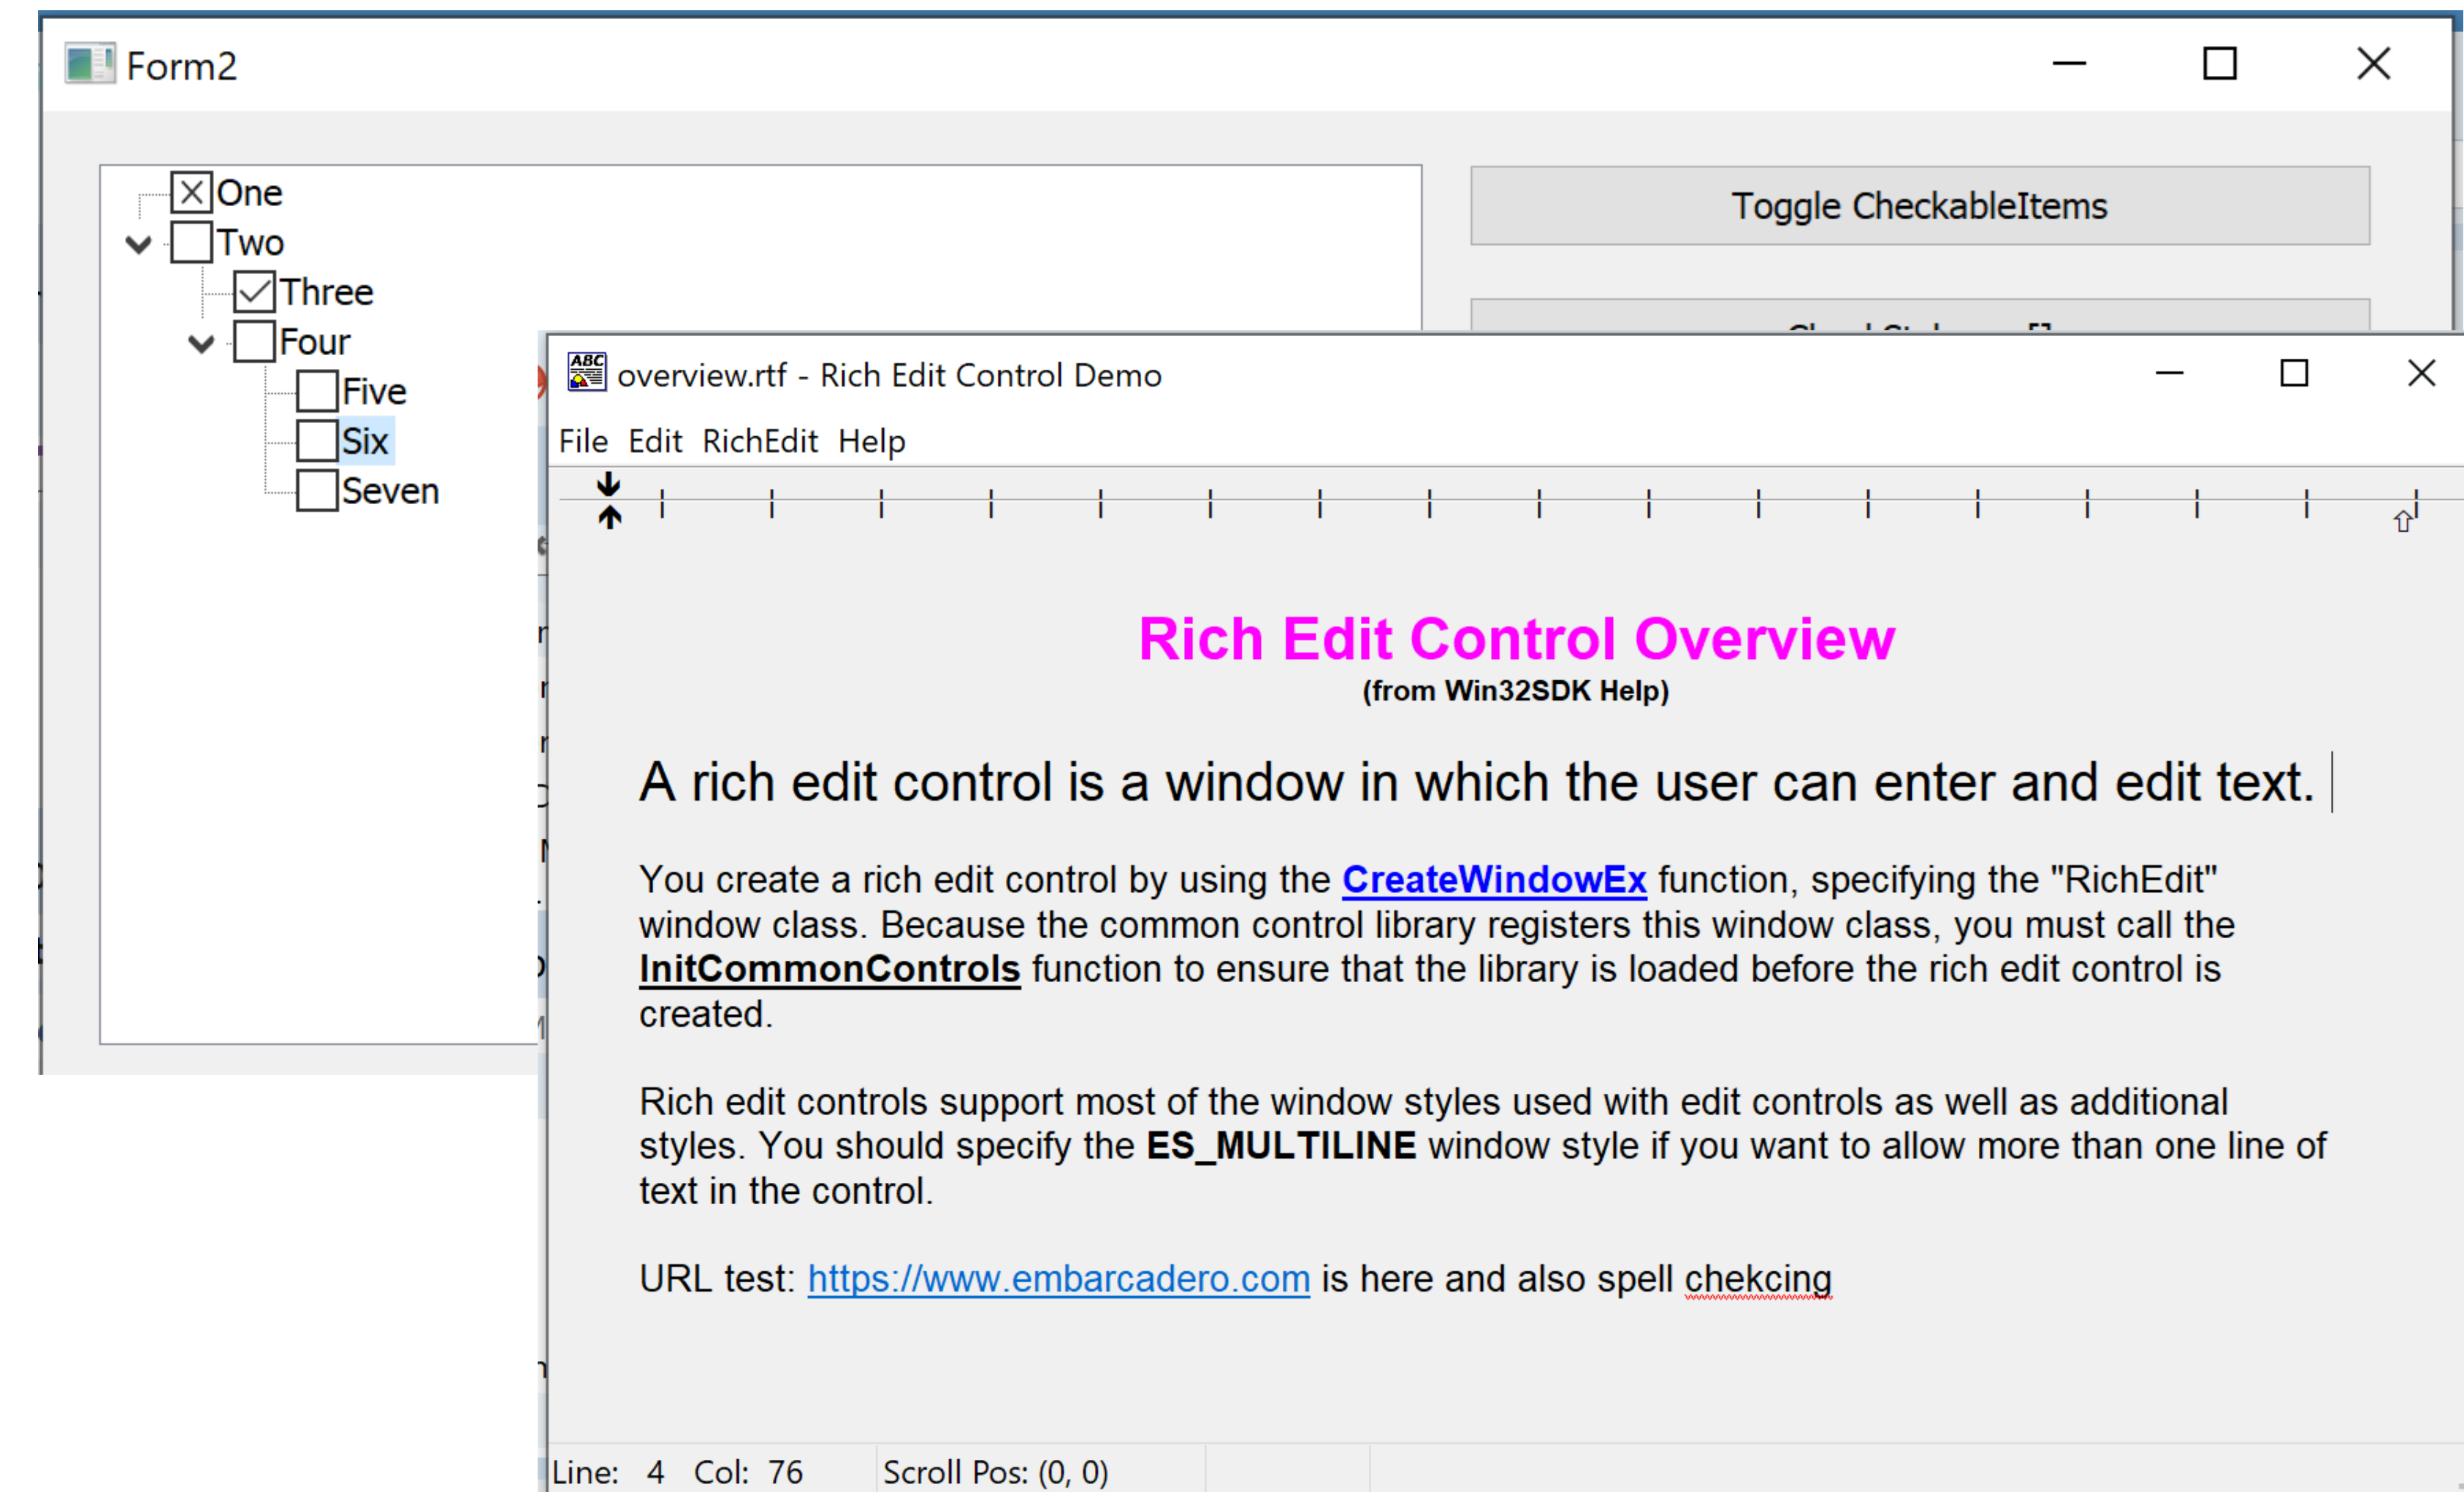 Form2
One
Two
Three
Four
Five
Six
Seven
Toggle CheckableItems
ABC
overview.rtf - Rich Edit Control Demo
File Edit RichEdit Help
Rich Edit Control Overview
(from Win32SDK Help)
A rich edit control is a window in which the user can enter and edit text.
You create a rich edit control by using the CreateWindowEx function, specifying the "RichEdit"
window class. Because the common control library registers this window class, you must call the
InitCommonControls function to ensure that the library is loaded before the rich edit control is
created.
Rich edit controls support most of the window styles used with edit controls as well as additional
styles. You should specify the ES_MULTILINE window style if you want to allow more than one line of
text in the control.
URL test: https://www.embarcadero.com is here and also spell chekcing
Line: 4 Col: 76 Scroll Pos: (0, 0)